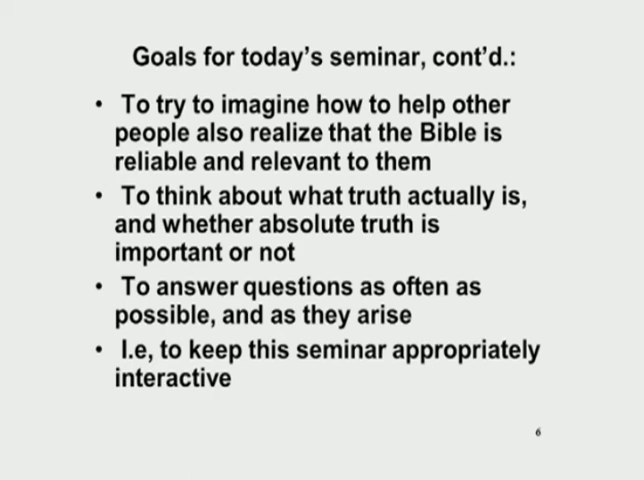 Goals for today's seminar, cont'd.:
• To try to imagine how to help other
people also realize that the Bible is
reliable and relevant to them
• To think about what truth actually is,
and whether absolute truth is
important or not
• To answer questions as often as
possible, and as they arise
• I.e, to keep this seminar appropriately
interactive
6